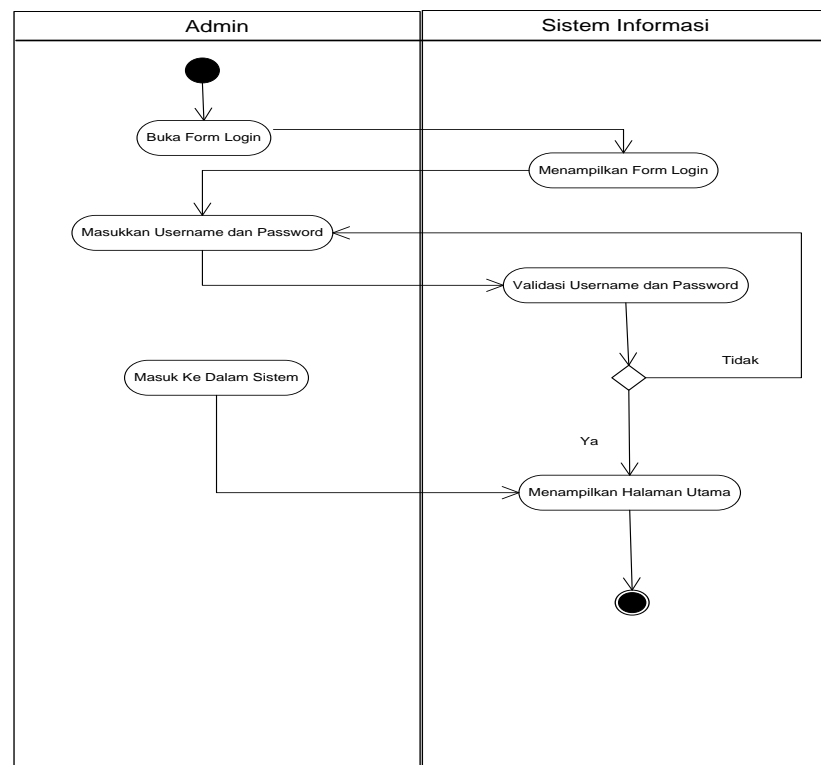 Admin
Sistem Informasi
Buka Form Login
Menampilkan Form Login
Masukkan Username dan Password
Validasi Username dan Password
Tidak
Masuk Ke Dalam Sistem
Ya
Menampilkan Halaman Utama